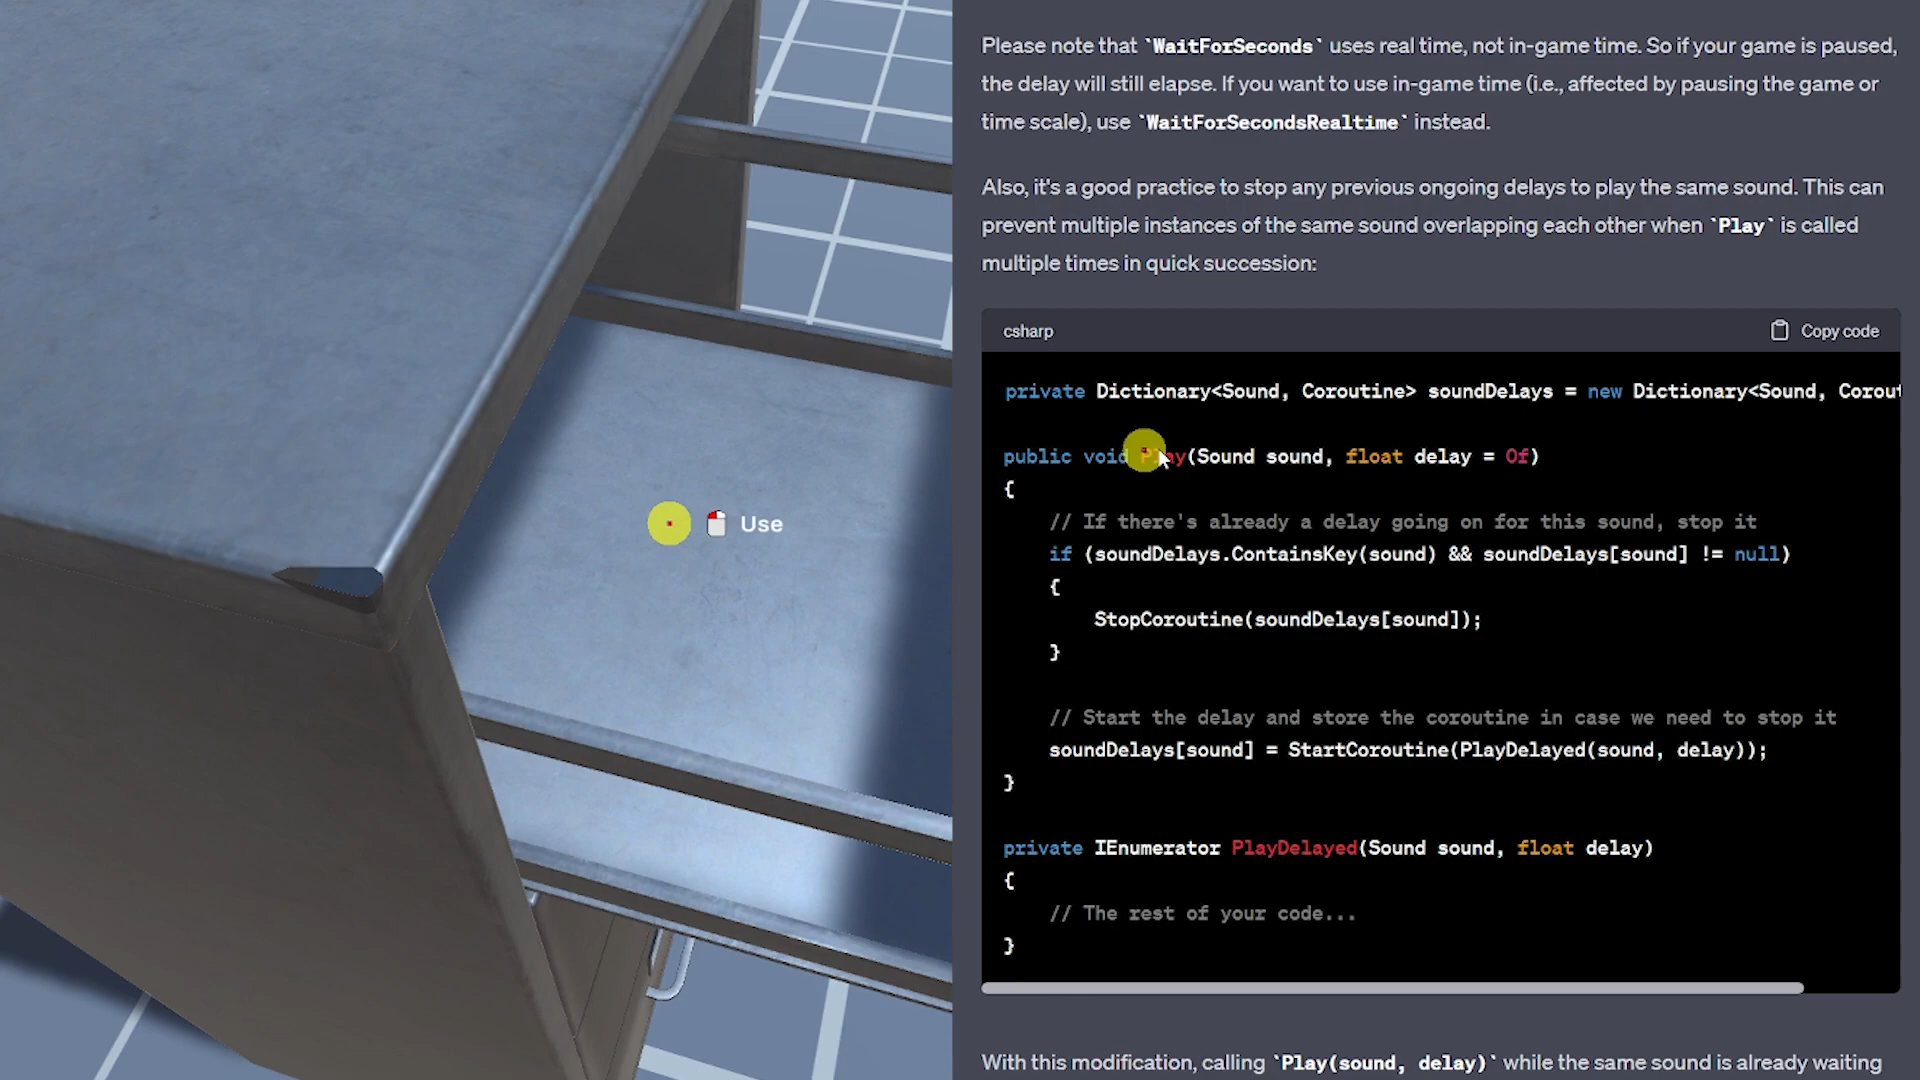 Please note that `WaitForSeconds` uses real time, not in-game time. So if your game is paused,
the delay will still elapse. If you want to use in-game time (i.e., affected by pausing the game or
time scale), use `WaitForSecondsRealtime` instead.
Also, it's a good practice to stop any previous ongoing delays to play the same sound. This can
prevent multiple instances of the same sound overlapping each other when `Play` is called
multiple times in quick succession:
csharp
Copy code
private Dictionary<Sound, Coroutine> soundDelays = new Dictionary<Sound, Corout
public void Play(Sound sound, float delay = 0f)
{
// If there's already a delay going on for this sound, stop it
if (soundDelays.ContainsKey(sound) && soundDelays[sound] != null)
{
StopCoroutine(soundDelays[sound]);
}
// Start the delay and store the coroutine in case we need to stop it
soundDelays[sound] = StartCoroutine(PlayDelayed(sound, delay));
}
private IEnumerator PlayDelayed(Sound sound, float delay)
{
// The rest of your code...
}
With this modification, calling `Play(sound, delay)` while the same sound is already waiting
Use